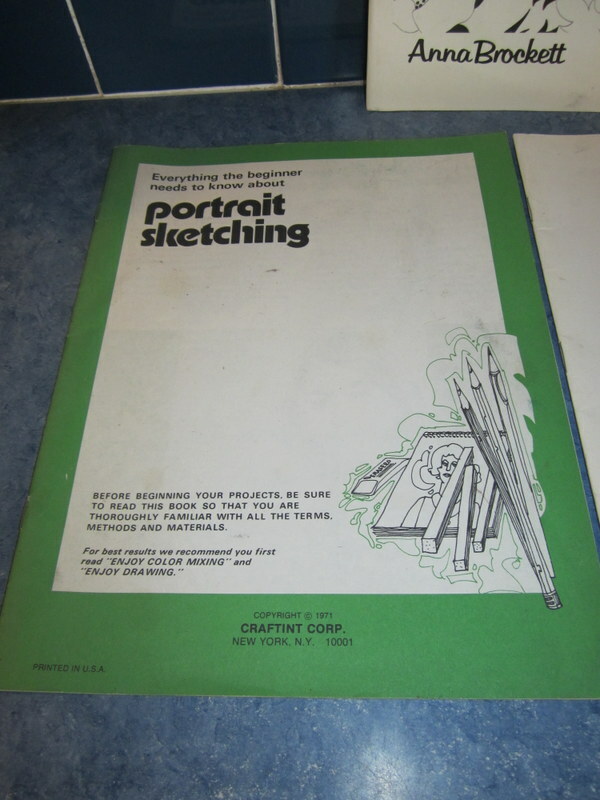 Anna Brockett
Everything the beginner
needs to know about
portrait
sketching
BEFORE BEGINNING YOUR PROJECTS, BE SURE
TO READ THIS BOOK SO THAT YOU ARE
THOROUGHLY FAMILIAR WITH ALL THE TERMS,
METHODS AND MATERIALS.
For best results we recommend you first
read "ENJOY COLOR MIXING" and
"ENJOY DRAWING."
COPYRIGHT © 1971
CRAFTINT CORP.
NEW YORK, N.Y. 10001
PRINTED IN U.S.A.